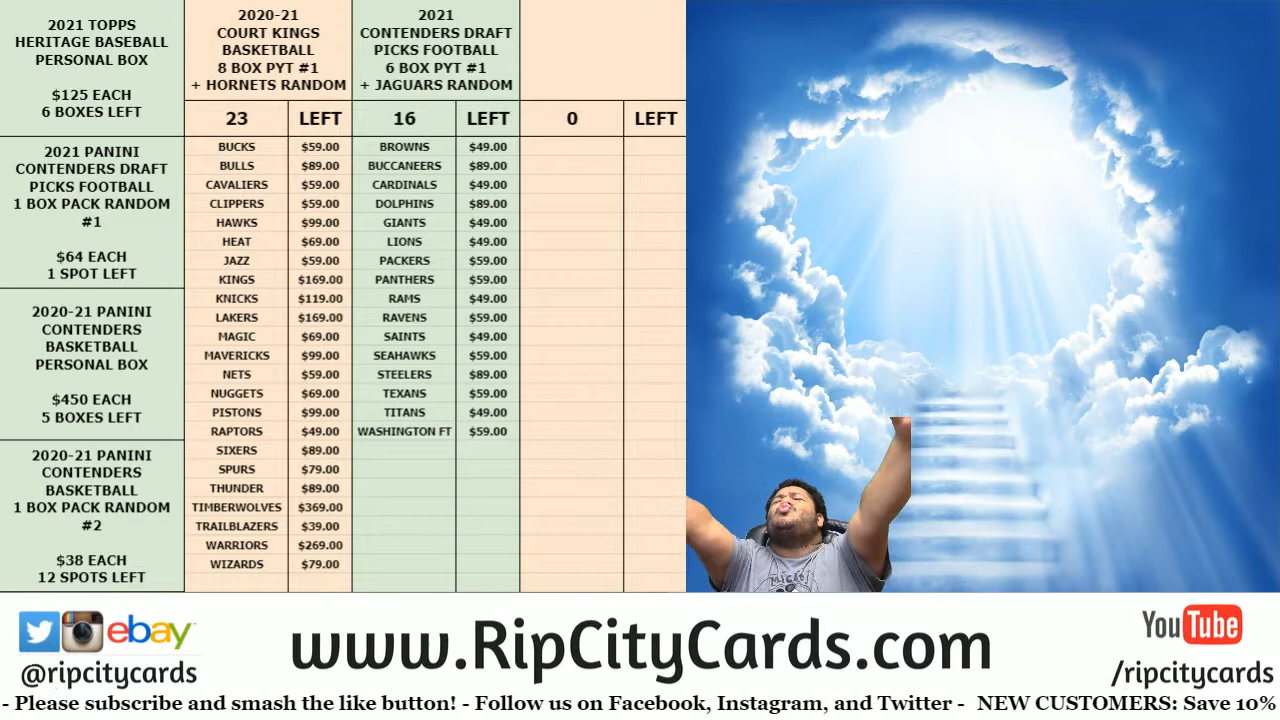 2021 TOPPS
HERITAGE BASEBALL
PERSONAL BOX
$125 EACH
6 BOXES LEFT
2021 PANINI
CONTENDERS DRAFT
PICKS FOOTBALL
1 BOX PACK RANDOM
#1
$64 EACH
1 SPOT LEFT
2020-21 PANINI
CONTENDERS
BASKETBALL
PERSONAL BOX
$450 EACH
5 BOXES LEFT
2020-21 PANINI
CONTENDERS
BASKETBALL
1 BOX PACK RANDOM
#2
$38 EACH
12 SPOTS LEFT
2020-21
COURT KINGS
BASKETBALL
8 BOX PYT #1
+ HORNETS RANDOM
23 LEFT
BUCKS $59.00
BULLS $89.00
CAVALIERS $59.00
CLIPPERS $59.00
HAWKS $99.00
HEAT $69.00
JAZZ $59.00
KINGS $169.00
KNICKS $119.00
LAKERS $169.00
MAGIC $69.00
MAVERICKS $99.00
NETS $59.00
NUGGETS $69.00
PISTONS $99.00
RAPTORS $49.00
SIXERS $89.00
SPURS $79.00
THUNDER $89.00
TIMBERWOLVES $369.00
TRAILBLAZERS $39.00
WARRIORS $269.00
WIZARDS $79.00
2021
CONTENDERS DRAFT
PICKS FOOTBALL
6 BOX PYT #1
+ JAGUARS RANDOM
16 LEFT
BROWNS $49.00
BUCCANEERS $89.00
CARDINALS $49.00
DOLPHINS $89.00
GIANTS $49.00
LIONS $49.00
PACKERS $59.00
PANTHERS $59.00
RAMS $49.00
RAVENS $59.00
SAINTS $49.00
SEAHAWKS $59.00
STEELERS $89.00
TEXANS $59.00
TITANS $49.00
WASHINGTON FT $59.00
0 LEFT
ebay
@ripcitycards
www.RipCityCards.com
YouTube
/ripcitycards
- Please subscribe and smash the like button! - Follow us on Facebook, Instagram, and Twitter - NEW CUSTOMERS: Save 10%